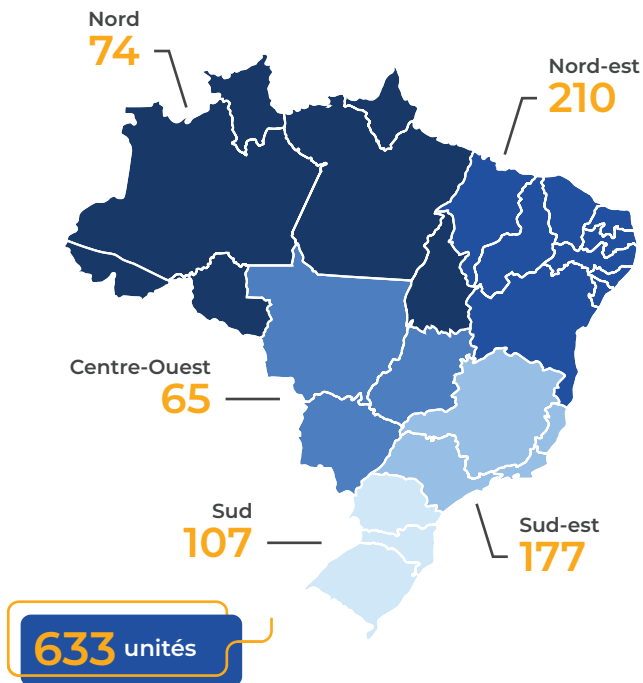 Nord
74
Nord-est
210
Centre-Ouest
65
Sud
107
Sud-est
177
633 unités